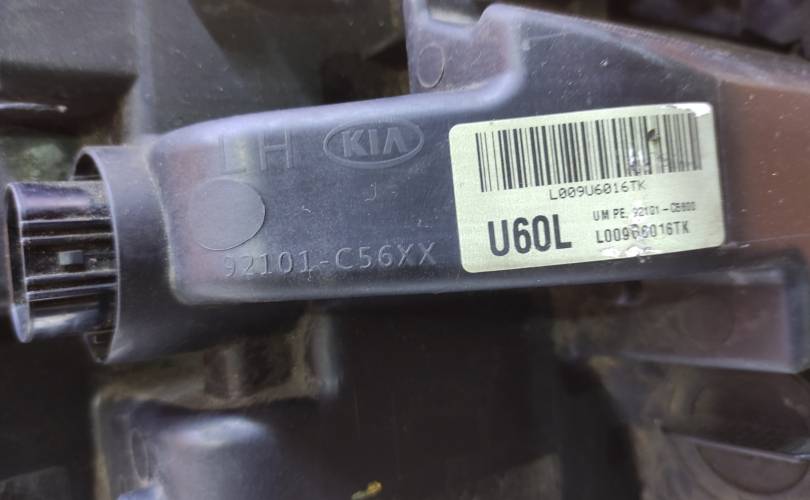 LH KIA
J
92101-C56XX
L009U6016TK
U60L
UM PE, 92101-C5600
L009U6016TK